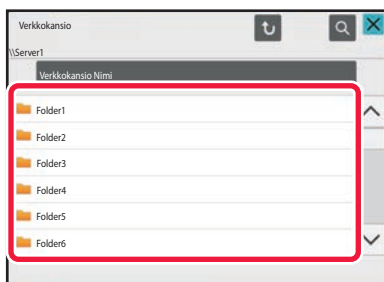 Verkkokansio
\\Server1
Verkkokansio Nimi
Folder1
Folder2
Folder3
Folder4
Folder5
Folder6